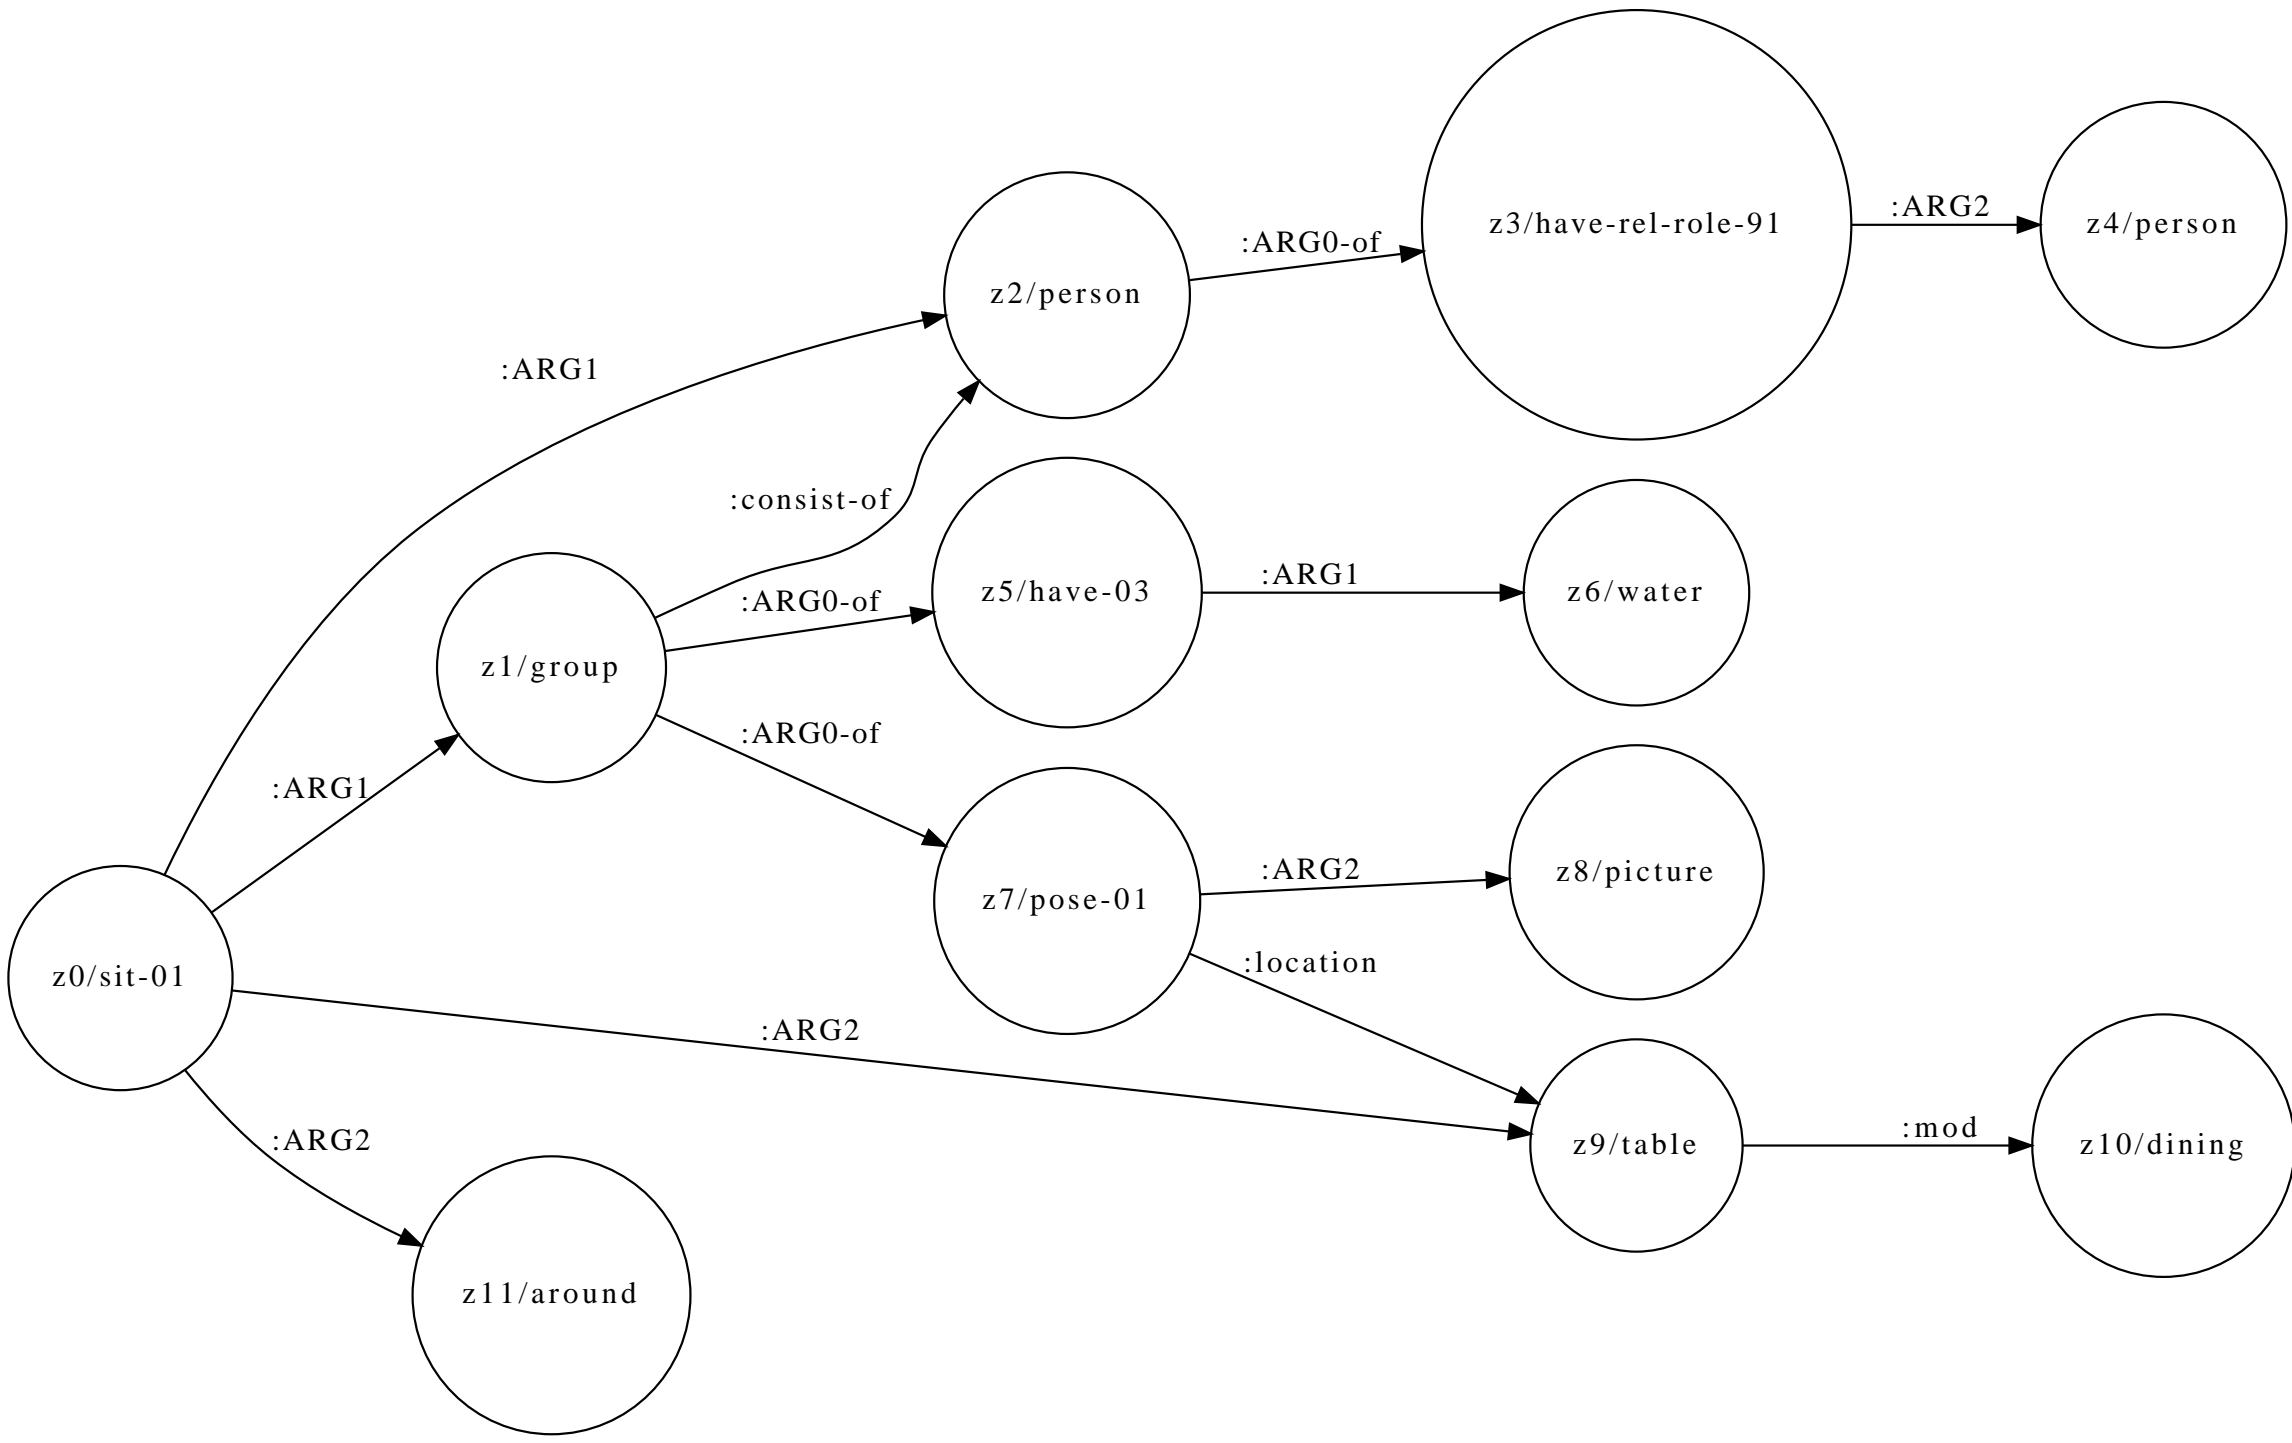 z3/have-rel-role-91
:ARG2
z4/person
:ARG0-of
z2/person
:ARG1
:consist-of
z5/have-03
:ARG1
z6/water
:ARG0-of
z1/group
:ARG0-of
:ARG1
z7/pose-01
:ARG2
z8/picture
:location
z0/sit-01
:ARG2
z9/table
:mod
z10/dining
:ARG2
z11/around